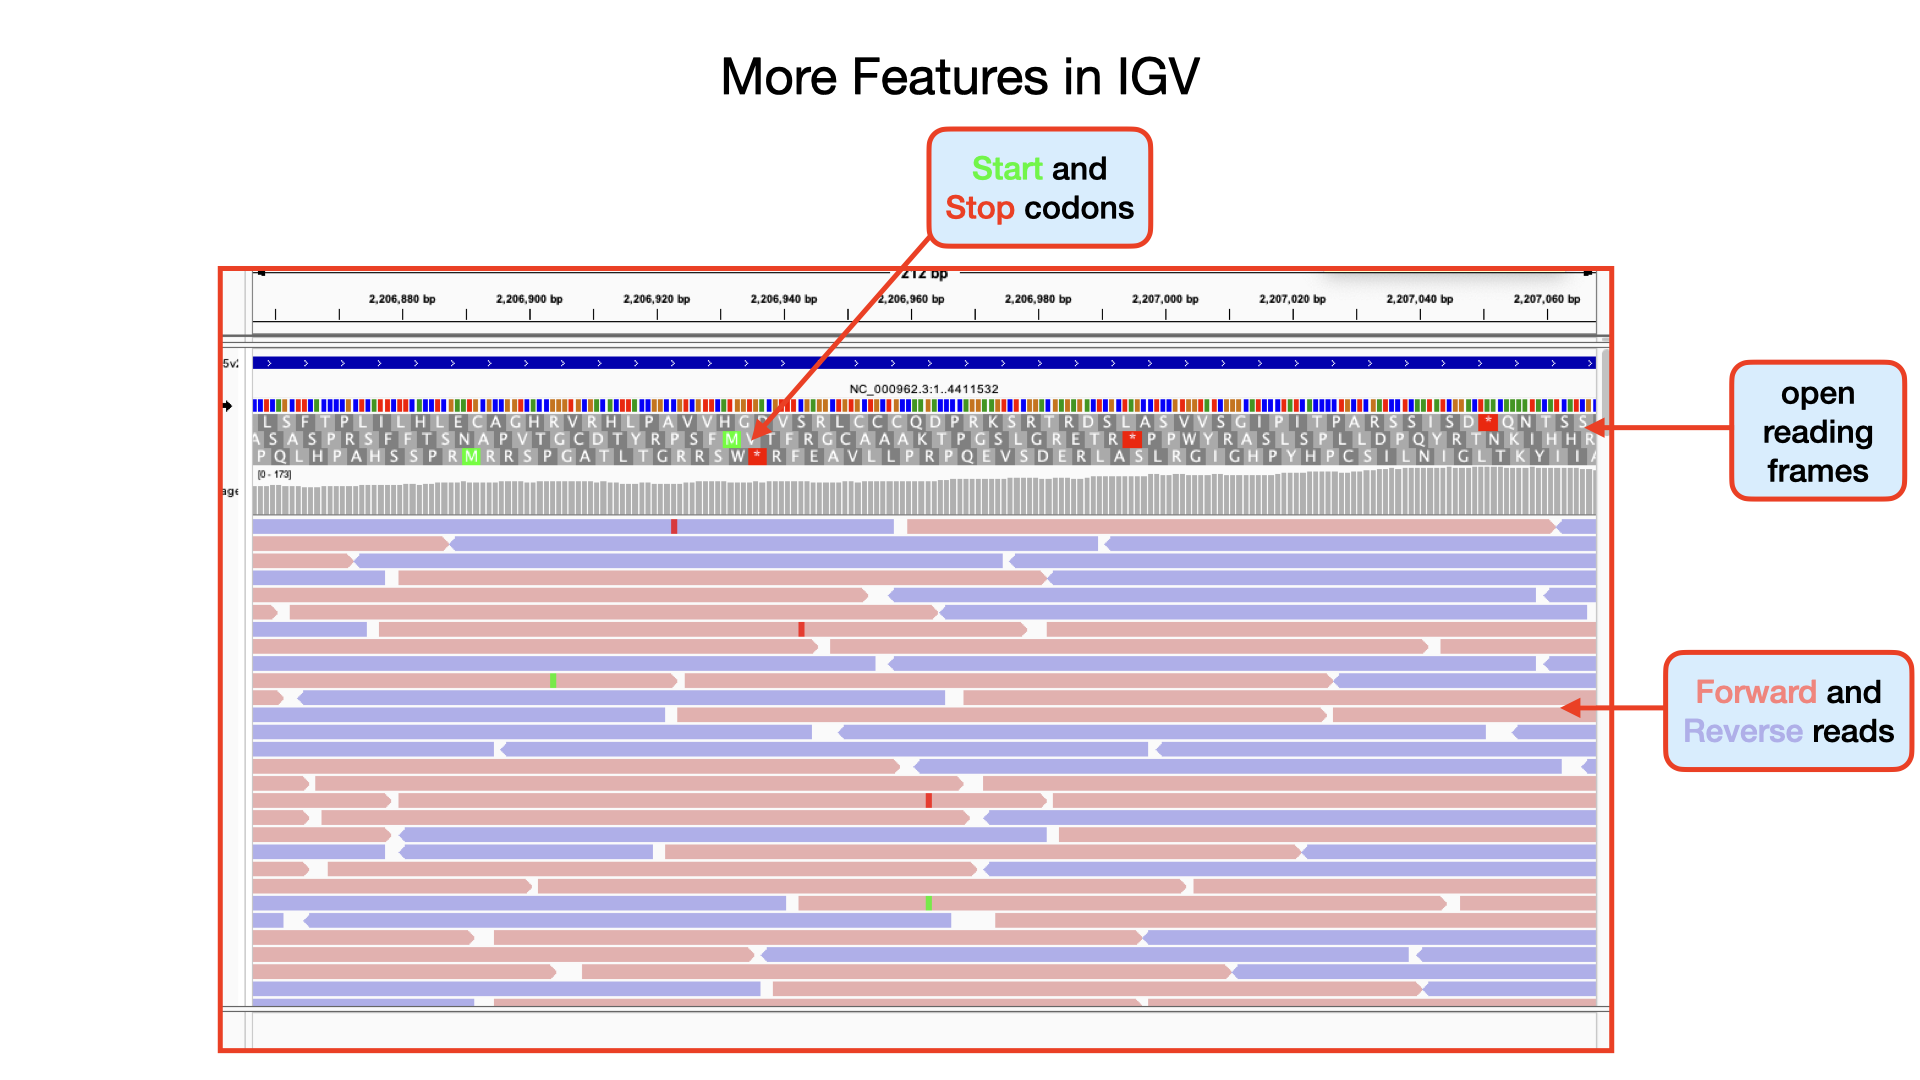 More Features in IGV
Start and
Stop codons
212 bp
2,206,880 bp 2,206,900 bp 2,206,920 bp 2,206,940 bp 2,206,960 bp 2,206,980 bp 2,207,000 bp 2,207,020 bp 2,207,040 bp 2,207,060 bp
NC_000962.3:1..4411532
L S F T P L I L H L E C A G H R V R H L P A V V H G P V S R L C C C Q D P R K S R T R D S L A S V V S G I P I T P A R S S I S D * Q N T S S
A S A S P R S F F T S N A P V T G C D T Y R P S F M T F R G C A A A K T P G S L G R E T R * P P W Y R A S L S P L L D P Q Y R T N K I H H R
P Q L H P A H S S P R M R R S P G A T L T G R R S W * R F E A V L L P R P Q E V S D E R L A S L R G I G H P Y H P C S I L N I G L T K Y I I A
[0 - 173]
open
reading
frames
Forward and
Reverse reads